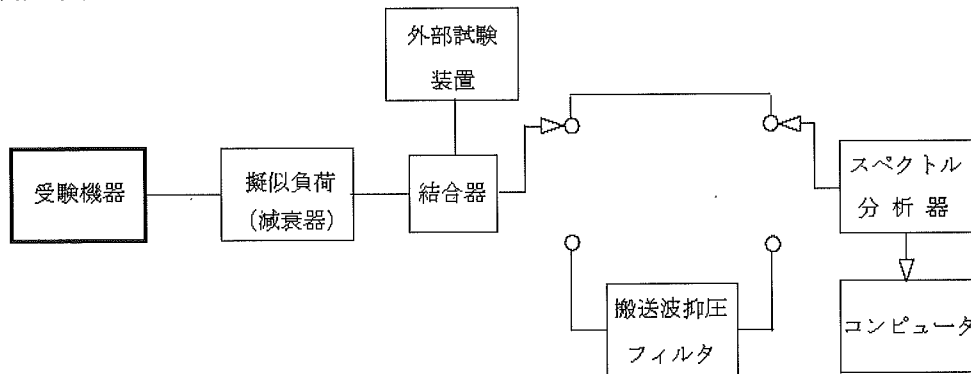 外部試験
装置
受験機器
擬似負荷
(減衰器)
結合器
スペクトル
分析器
搬送波抑圧
フィルタ
コンピュータ